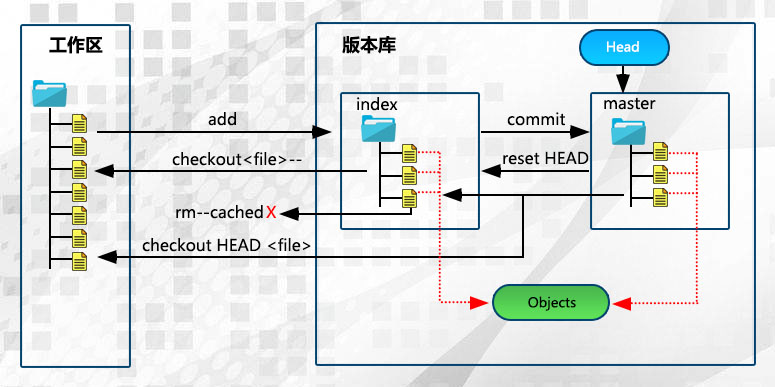 工作区
版本库
Head
index
master
add
commit
checkout<file>--
reset HEAD
rm--cached X
checkout HEAD <file>
Objects